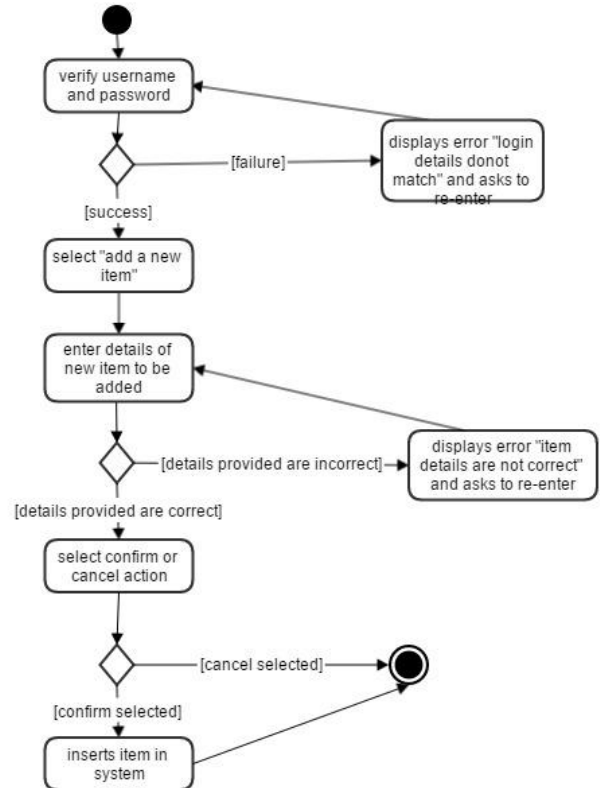 verify username
and password
displays error "login
details donot
match" and asks to
re-enter
[failure]
[success]
select "add a new
item"
enter details of
new item to be
added
displays error "item
details are not correct"
and asks to re-enter
[details provided are incorrect]
[details provided are correct]
select confirm or
cancel action
[cancel selected]
[confirm selected]
inserts item in
system